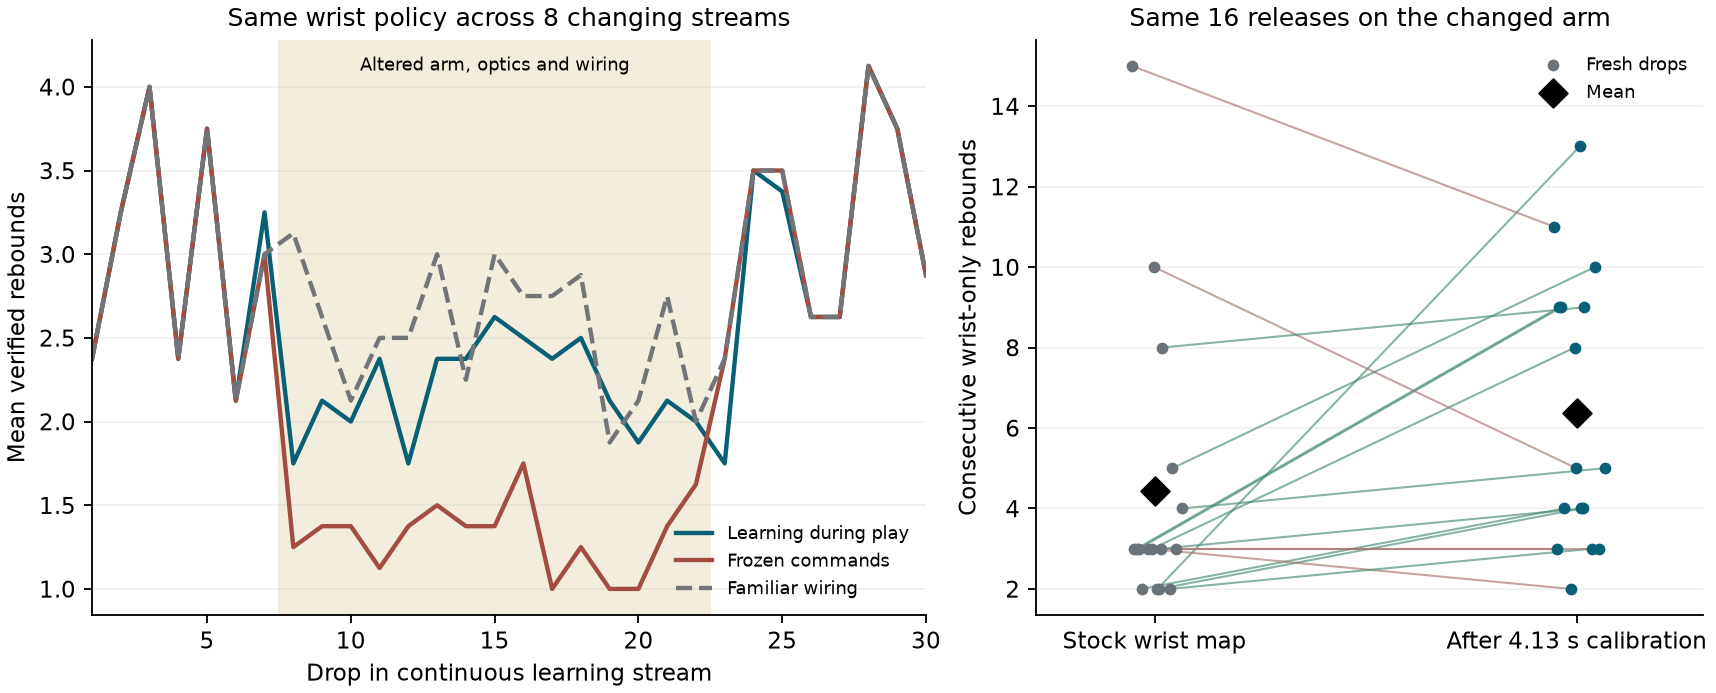 Same wrist policy across 8 changing streams
Altered arm, optics and wiring
Mean verified rebounds
4.0
3.5
3.0
2.5
2.0
1.5
1.0
Learning during play
Frozen commands
Familiar wiring
5
10
15
20
25
30
Drop in continuous learning stream
Same 16 releases on the changed arm
Fresh drops
Mean
Consecutive wrist-only rebounds
14
12
10
8
6
4
2
Stock wrist map
After 4.13 s calibration